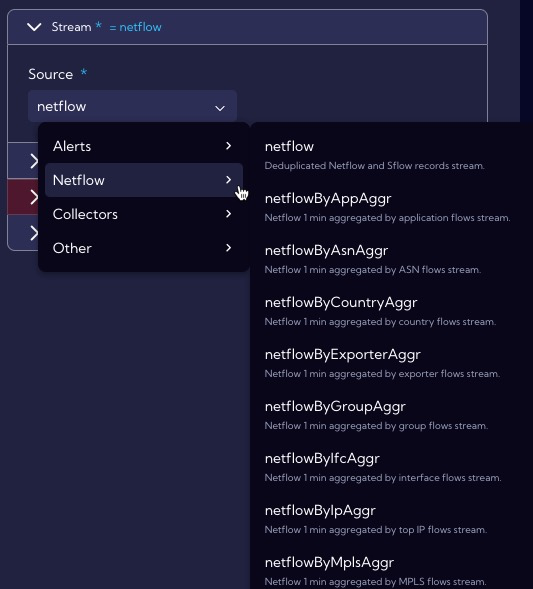 Stream * = netflow
Source *
netflow
Alerts
Netflow
Collectors
Other
netflow
Deduplicated Netflow and Sflow records stream.
netflowByAppAggr
Netflow 1 min aggregated by application flows stream.
netflowByAsnAggr
Netflow 1 min aggregated by ASN flows stream.
netflowByCountryAggr
Netflow 1 min aggregated by country flows stream.
netflowByExporterAggr
Netflow 1 min aggregated by exporter flows stream.
netflowByGroupAggr
Netflow 1 min aggregated by group flows stream.
netflowByIfcAggr
Netflow 1 min aggregated by interface flows stream.
netflowByIpAggr
Netflow 1 min aggregated by top IP flows stream.
netflowByMplsAggr
Netflow 1 min aggregated by MPLS flows stream.